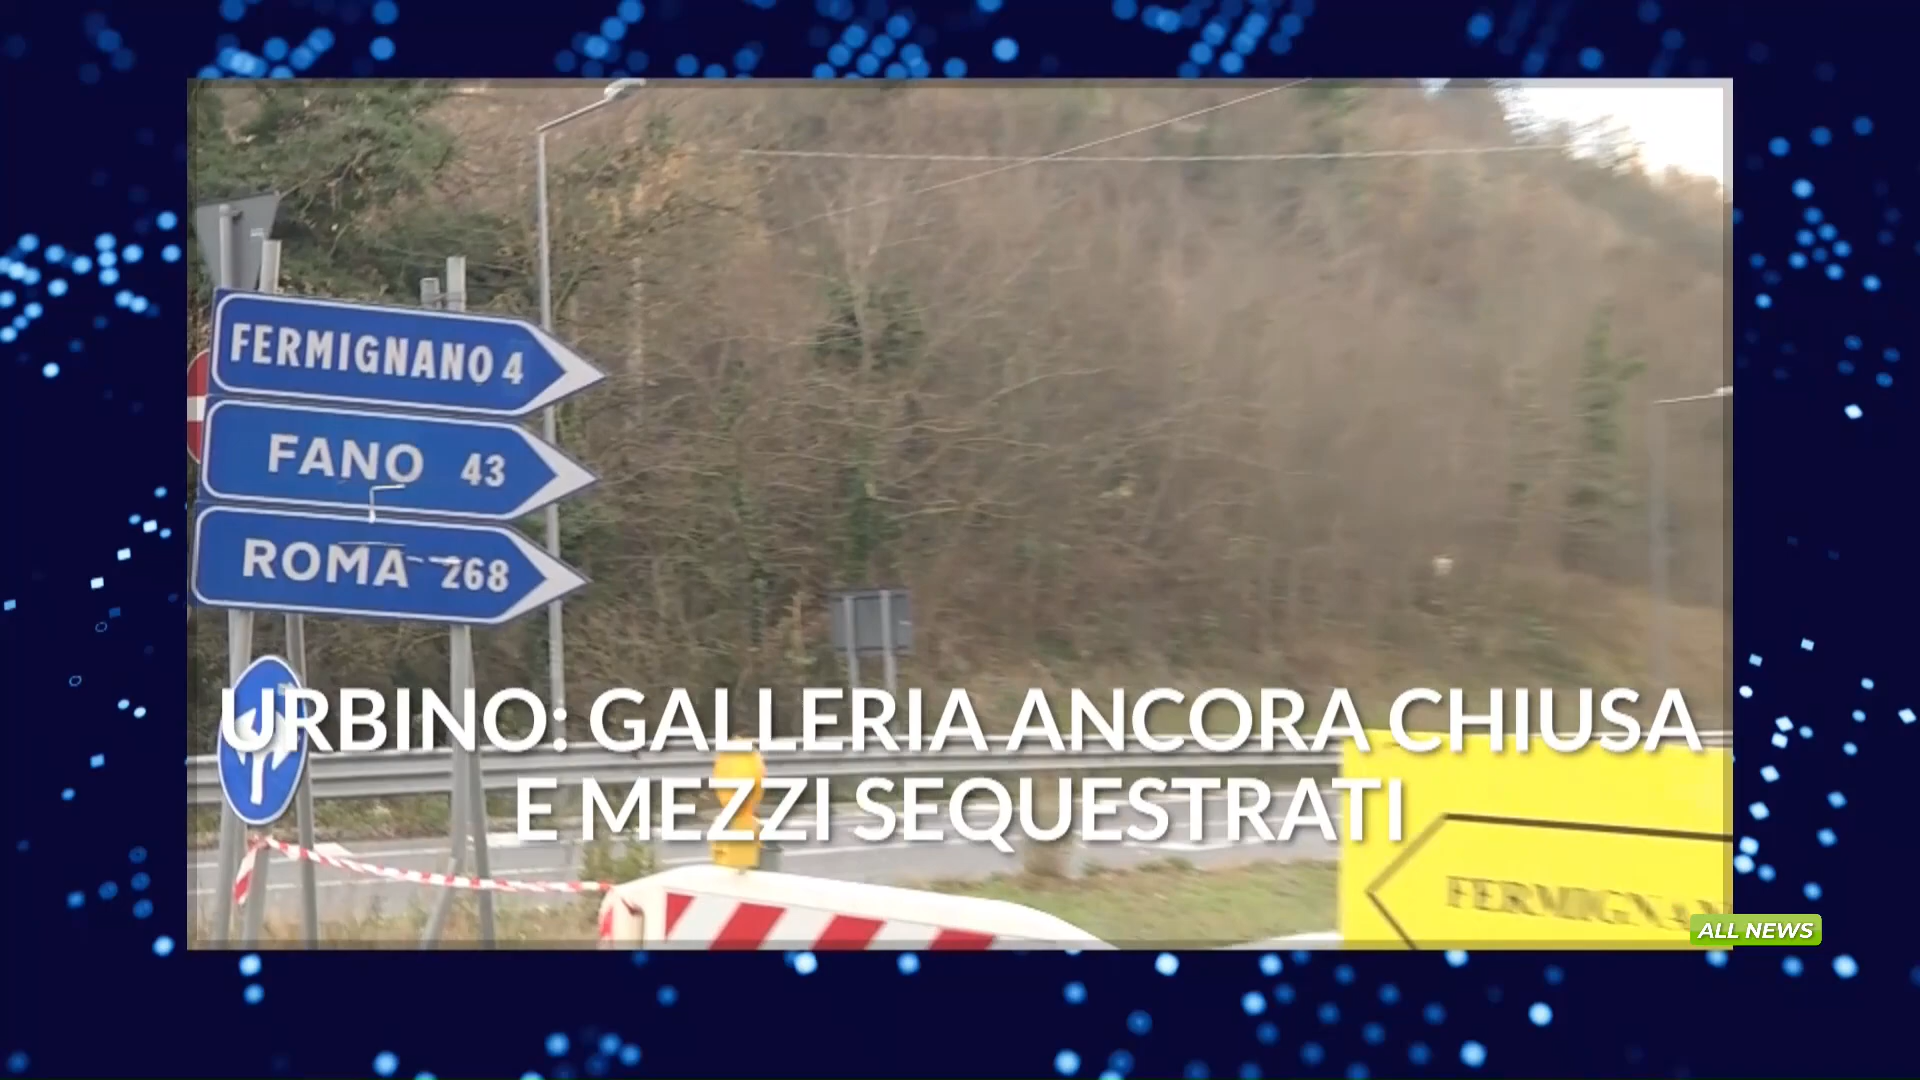 FERMIGNANO 4
FANO 43
ROMA 268
URBINO: GALLERIA ANCORA CHIUSA
E MEZZI SEQUESTRATI
ALL NEWS